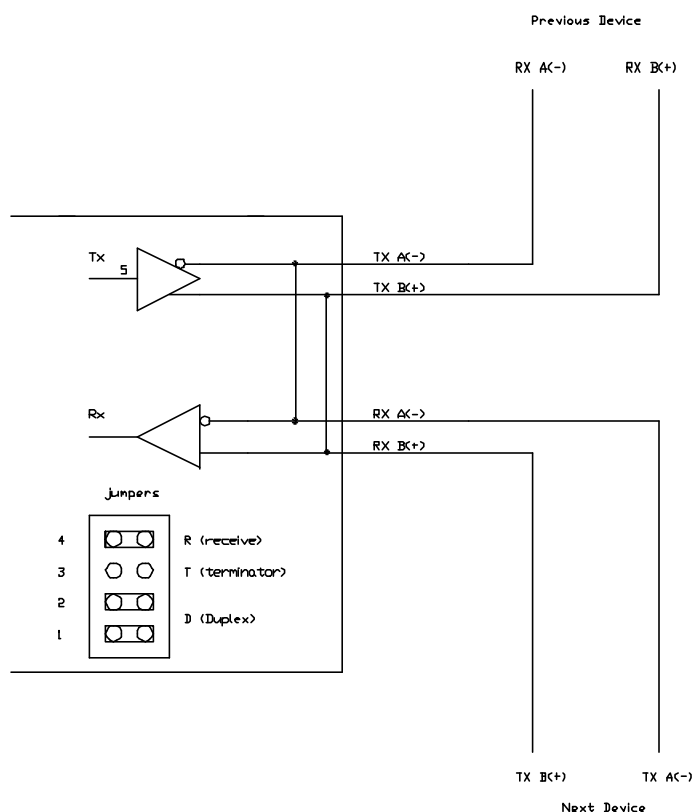 Previous Device
RX A(-) RX B(+)
Tx
5
TX A(-)
TX B(+)
Rx
RX A(-)
RX B(+)
jumpers
4 R (receive)
3 T (terminator)
2
D (Duplex)
1
TX B(+) TX A(-)
Next Device